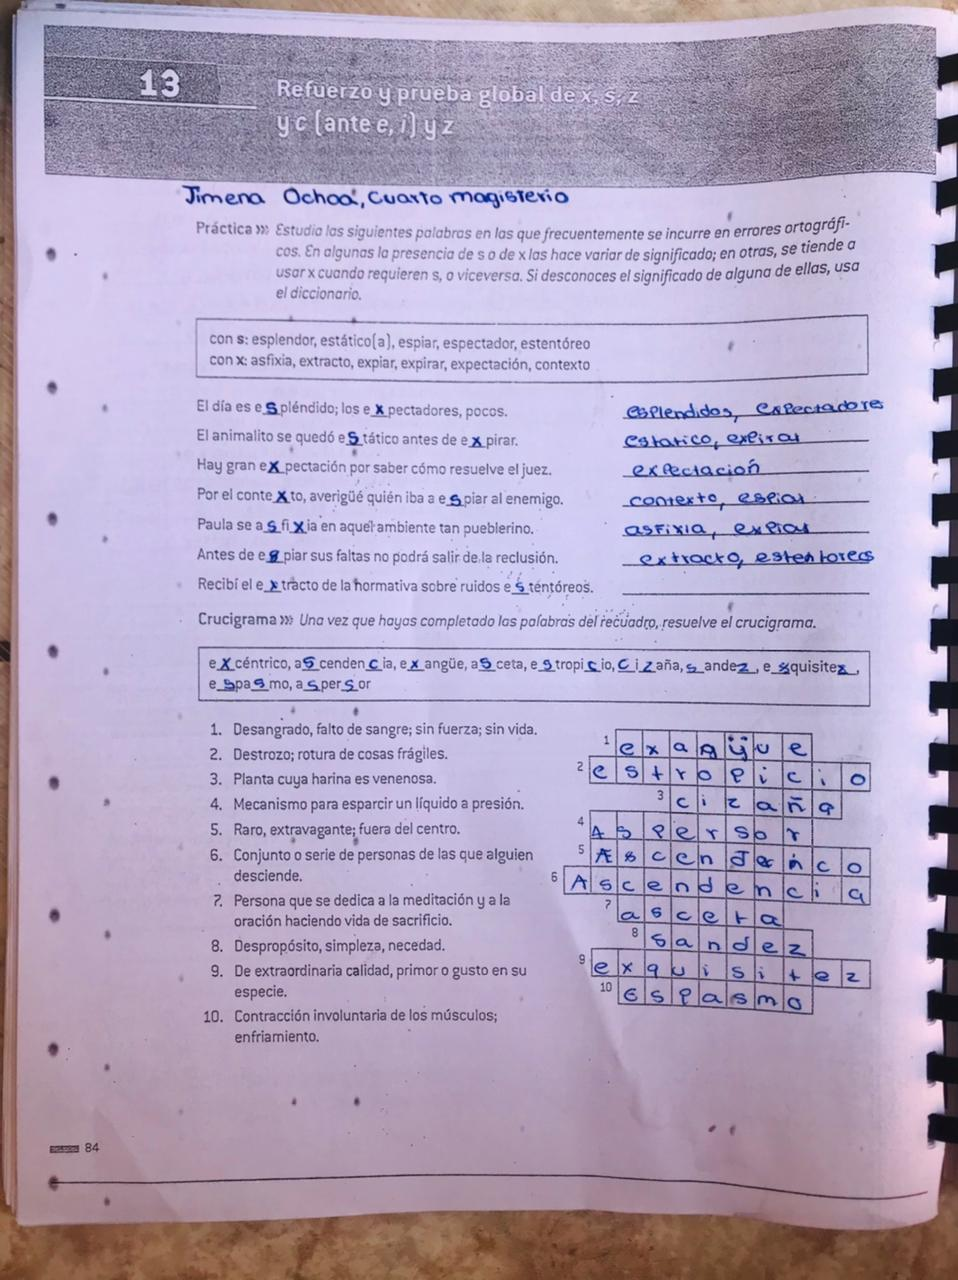 13
Refuerzo y prueba global de x, s, z
y c (ante e, i) y z
Jimena Ochoa, Cuarto magisterio
Práctica »» Estudia las siguientes palabras en las que frecuentemente se incurre en errores ortográfi-
cos. En algunas la presencia de s o de x las hace variar de significado; en otras, se tiende a
usar x cuando requieren s, o viceversa. Si desconoces el significado de alguna de ellas, usa
el diccionario.
con s: esplendor, estático(a), espiar, espectador, estentóreo
con x: asfixia, extracto, expiar, expirar, expectación, contexto
El día es espléndido; los expectadores, pocos. esplendidos, expectadores
El animalito se quedó estático antes de expirar. estatico, expirar
Hay gran expectación por saber cómo resuelve el juez. expectación
Por el contexto, averigüé quién iba a espiar al enemigo. contexto, espiar
Paula se asfixia en aquel ambiente tan pueblerino. asfixia, expiar
Antes de espiar sus faltas no podrá salir de la reclusión. extracto, estentoreos
Recibí el extracto de la normativa sobre ruidos estentóreos.
Crucigrama »» Una vez que hayas completado las palabras del recuadro, resuelve el crucigrama.
excéntrico, ascendencia, exangüe, asceta, estropicio, cizaña, sandez, exquisitez,
espasmo, aspersor
1. Desangrado, falto de sangre; sin fuerza; sin vida.
2. Destrozo; rotura de cosas frágiles.
3. Planta cuya harina es venenosa.
4. Mecanismo para esparcir un líquido a presión.
5. Raro, extravagante; fuera del centro.
6. Conjunto o serie de personas de las que alguien
desciende.
7. Persona que se dedica a la meditación y a la
oración haciendo vida de sacrificio.
8. Despropósito, simpleza, necedad.
9. De extraordinaria calidad, primor o gusto en su
especie.
10. Contracción involuntaria de los músculos;
enfriamiento.
1
2 estropicio
3 cizaña
4 Aspersor
5
6 Ascendencia
7 asceta
8 sandez
9 exquisitez
10 espasmo
84